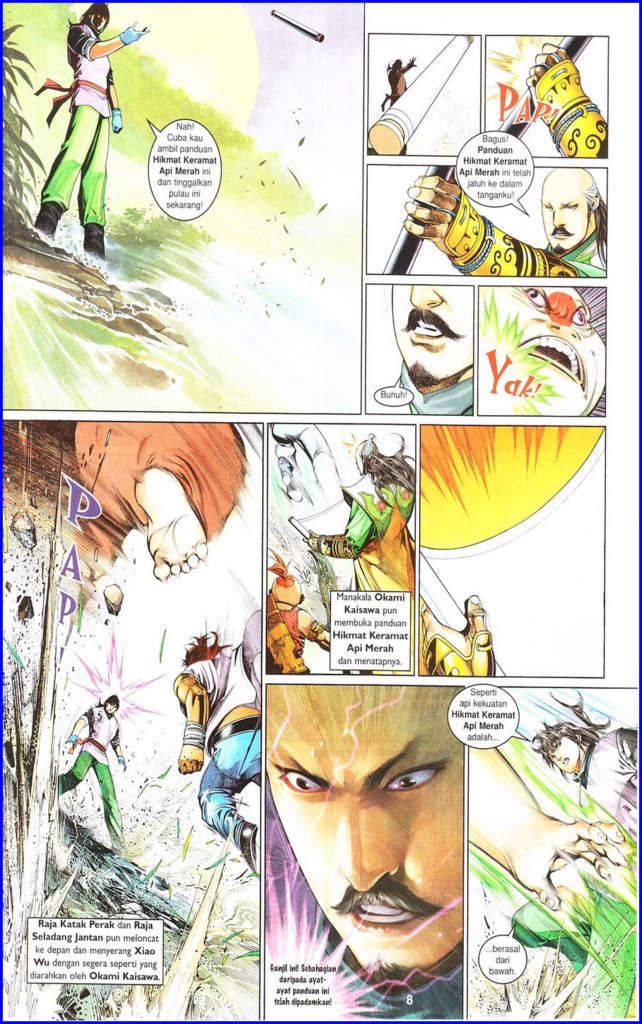 Nah!
Cuba kau
ambil panduan
Hikmat Keramat
Api Merah ini
dan tinggalkan
pulau ini
sekarang!
PAP!
Bagus!
Panduan
Hikmat Keramat
Api Merah ini telah
jatuh ke dalam
tanganku!
Bunuh!
Yak!
PAP!
Raja Katak Perak dan Raja
Seladang Jantan pun meloncat
ke depan dan menyerang Xiao
Wu dengan segera seperti yang
diarahkan oleh Okami Kaisawa.
Manakala Okami
Kaisawa pun
membuka panduan
Hikmat Keramat
Api Merah
dan menatapnya.
Ganjil ini! Sebahagian
daripada ayat-
ayat panduan ini
telah dipadamkan!
Seperti
api kekuatan
Hikmat Keramat
Api Merah
adalah...
...berasal
dari
bawah.
8